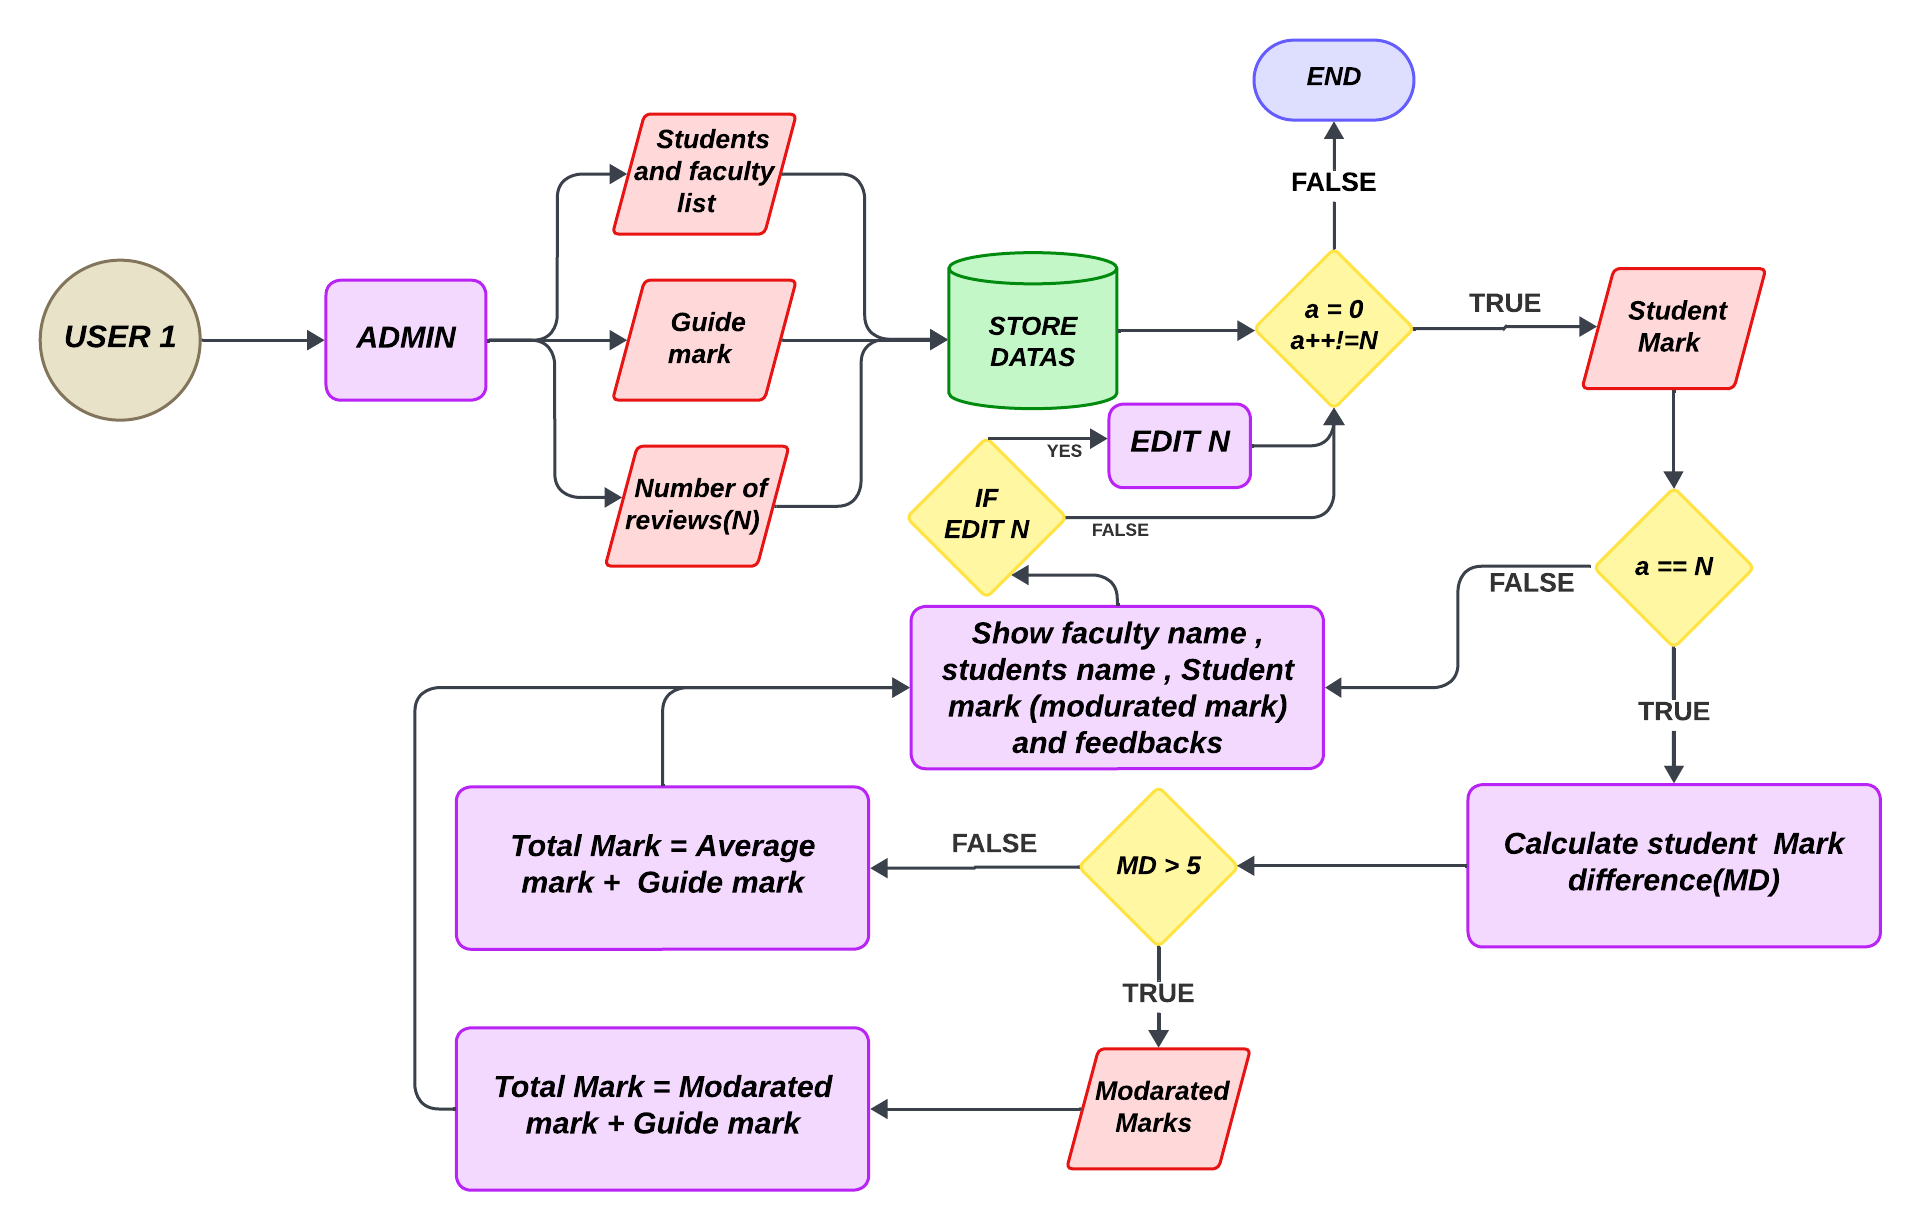 END
Students
and faculty
list
FALSE
USER 1
ADMIN
Guide
mark
STORE
DATAS
a = 0
a++!=N
TRUE
Student
Mark
Number of
reviews(N)
YES
EDIT N
IF
EDIT N
FALSE
a == N
FALSE
Show faculty name ,
students name , Student
mark (modurated mark)
and feedbacks
TRUE
Total Mark = Average
mark + Guide mark
FALSE
MD > 5
Calculate student Mark
difference(MD)
TRUE
Total Mark = Modarated
mark + Guide mark
Modarated
Marks